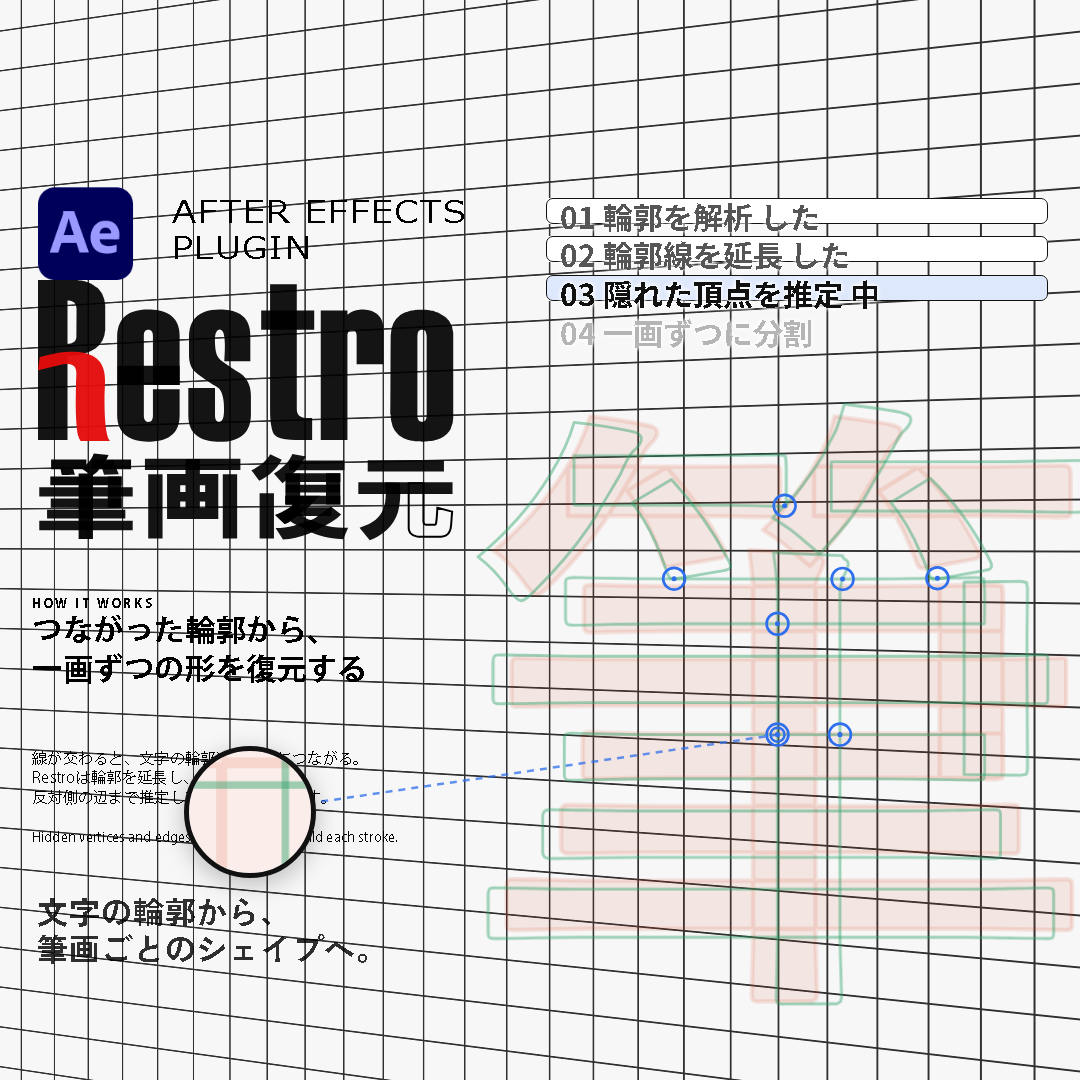 Ae
AFTER EFFECTS
PLUGIN
Restro
筆画復元
01 輪郭を解析 した
02 輪郭線を延長 した
03 隠れた頂点を推定 中
04 一画ずつに分割
HOW IT WORKS
つながった輪郭から、
一画ずつの形を復元する
線が交わると、文字の輪郭 つながる。
Restroは輪郭を延長し、
反対側の辺まで推定し す。
Hidden vertices and edges ld each stroke.
文字の輪郭から、
筆画ごとのシェイプへ。
筆